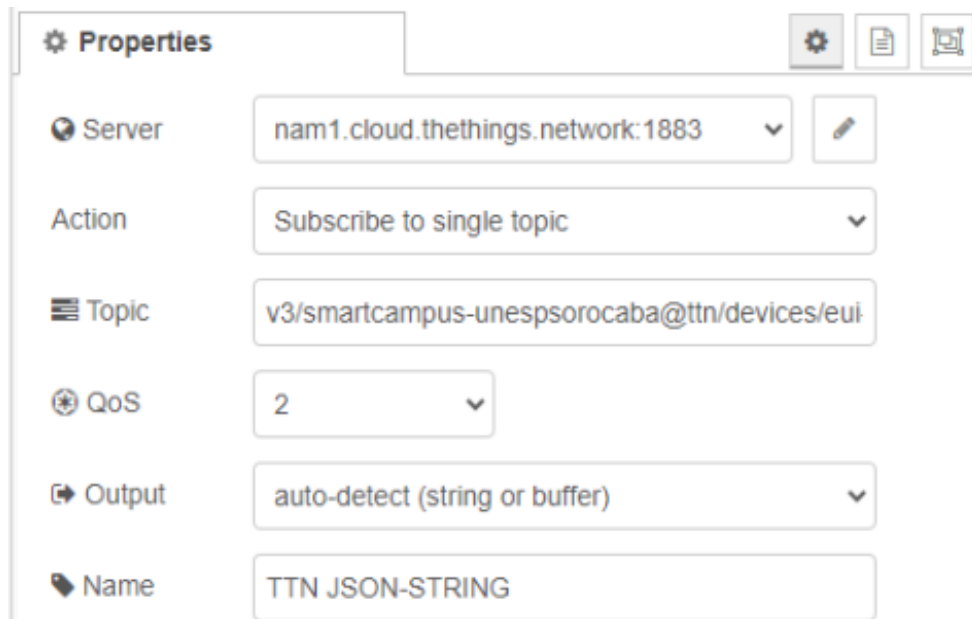 Properties
Server nam1.cloud.thethings.network:1883
Action Subscribe to single topic
Topic v3/smartcampus-unespsorocaba@ttn/devices/eui-
QoS 2
Output auto-detect (string or buffer)
Name TTN JSON-STRING